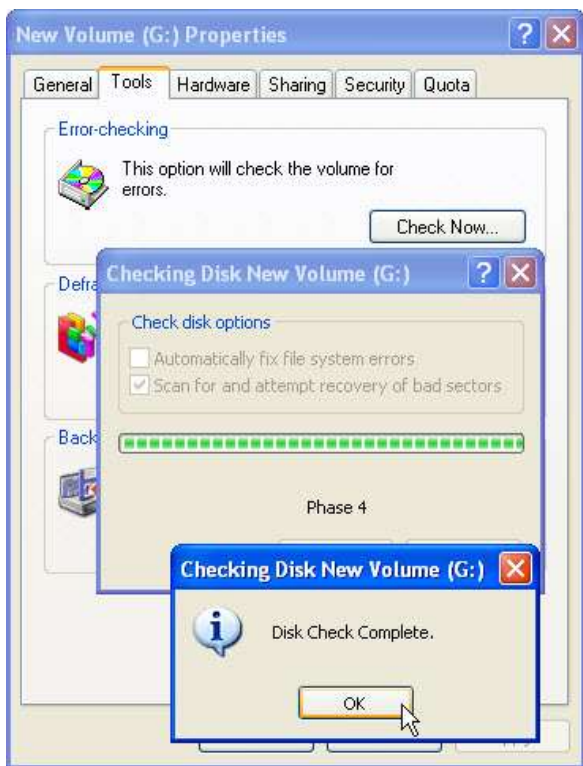 New Volume (G:) Properties
General Tools Hardware Sharing Security Quota
Error-checking
This option will check the volume for
errors.
Check Now...
Defra
Checking Disk New Volume (G:)
Check disk options
Automatically fix file system errors
Scan for and attempt recovery of bad sectors
Back
Phase 4
Checking Disk New Volume (G:)
Disk Check Complete.
OK